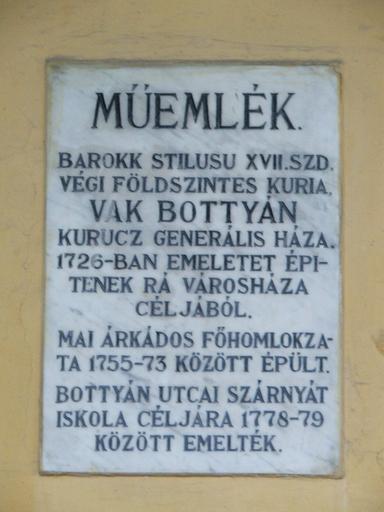 MŰEMLÉK.
BAROKK STILUSU XVII.SZD.
VÉGI FÖLDSZINTES KURIA,
VAK BOTTYÁN
KURUCZ GENERÁLIS HÁZA.
1726-BAN EMELETET ÉPI-
TENEK RÁ VÁROSHÁZA
CÉLJÁBÓL.
MAI ÁRKÁDOS FŐHOMLOKZA-
TA 1755-73 KÖZÖTT ÉPÜLT.
BOTTYÁN UTCAI SZÁRNYÁT
ISKOLA CÉLJÁRA 1778-79
KÖZÖTT EMELTÉK.